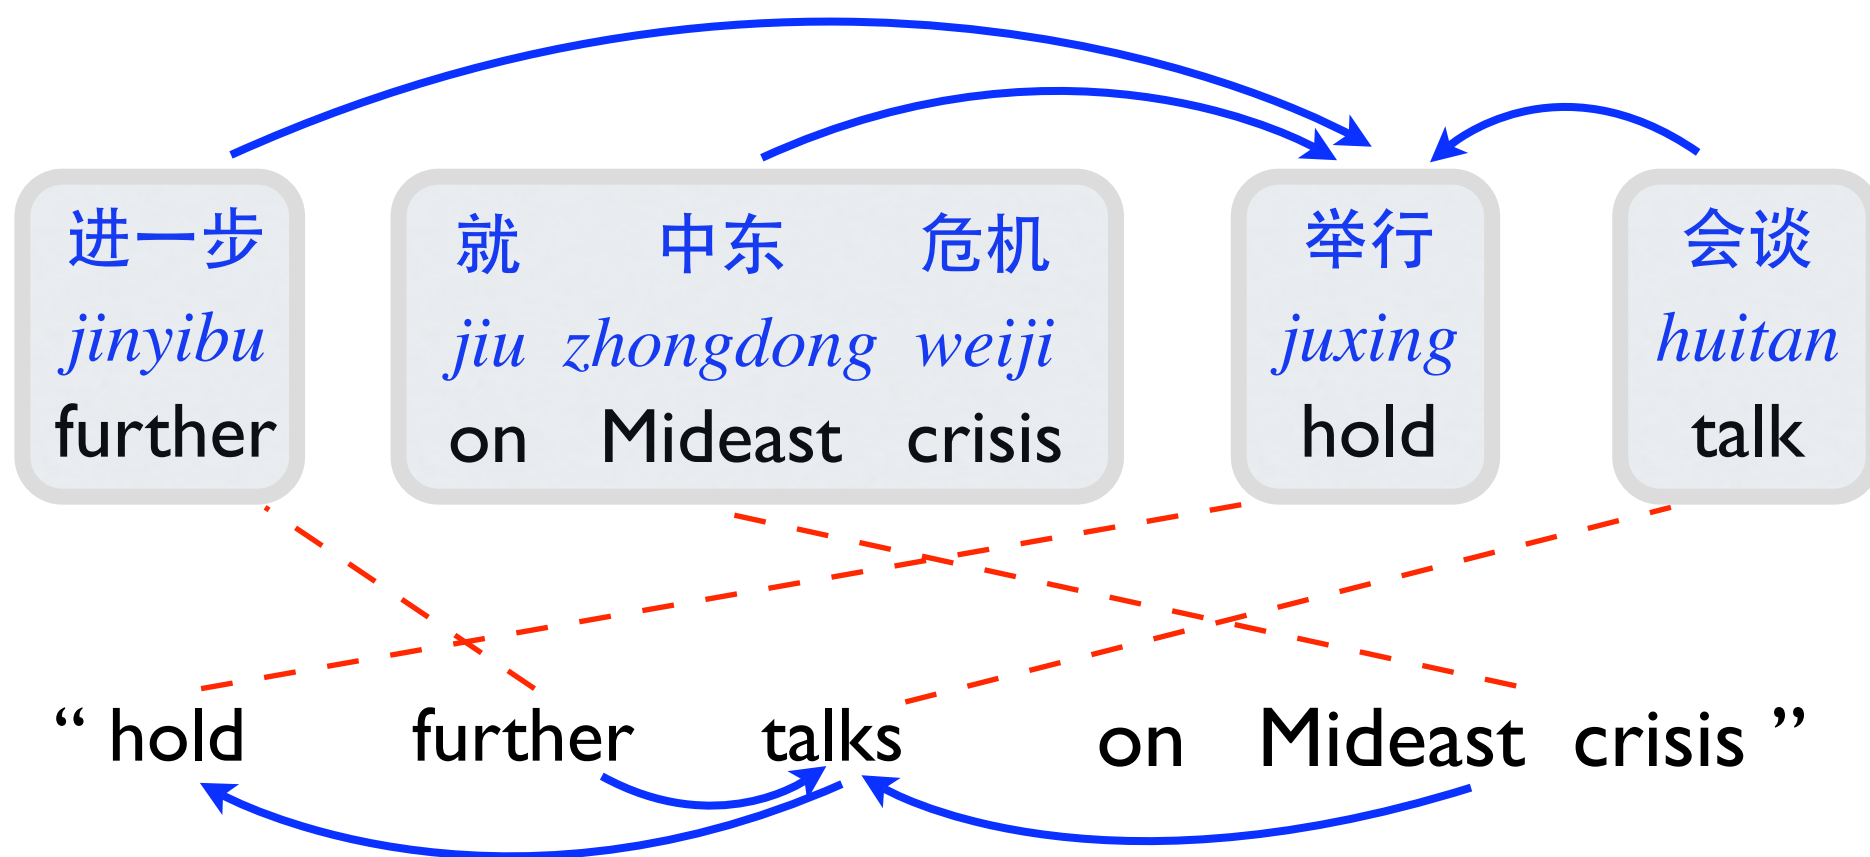 进一步 就 中东 危机 举行 会谈
jinyibu jiu zhongdong weiji juxing huitan
further on Mideast crisis hold talk
“ hold further talks on Mideast crisis ”